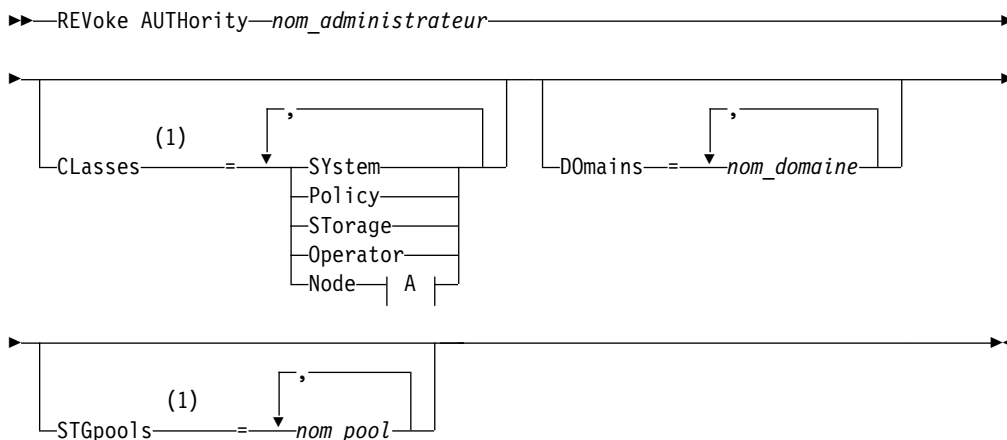 REVoke AUTHority nom_administrateur
,
(1)
CLasses = SYstem
Policy
STorage
Operator
Node A
,
DOmains = nom_domaine
,
(1)
STGpools = nom_pool